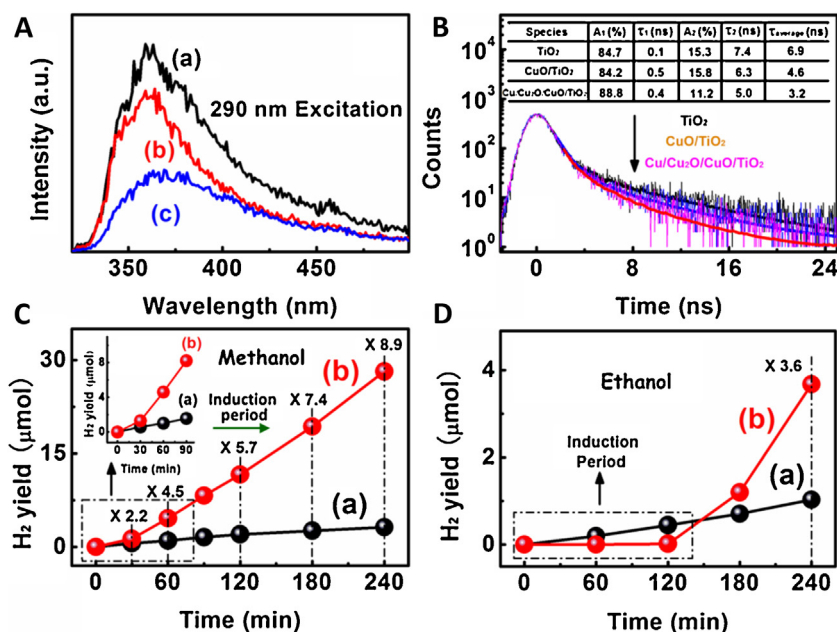 A
Intensity (a.u.)
(a)
290 nm Excitation
(b)
(c)
350 400 450
Wavelength (nm)
B
Counts
10⁴
10³
10²
10¹
10⁰
Species A₁ (%) τ₁ (ns) A₂ (%) τ₂ (ns) τaverage (ns)
TiO₂ 84.7 0.1 15.3 7.4 6.9
CuO/TiO₂ 84.2 0.5 15.8 6.3 4.6
Cu/Cu₂O/CuO/TiO₂ 88.8 0.4 11.2 5.0 3.2
TiO₂
CuO/TiO₂
Cu/Cu₂O/CuO/TiO₂
0 8 16 24
Time (ns)
C
H₂ yield (μmol)
30
15
0
H₂ yield (μmol)
8
4
0
(b)
(a)
0 30 60 90
Time (min)
Methanol
Induction
period
(b)
(a)
X 2.2
X 4.5
X 5.7
X 7.4
X 8.9
0 60 120 180 240
Time (min)
D
H₂ yield (μmol)
4
2
0
Ethanol
X 3.6
Induction
Period
(b)
(a)
0 60 120 180 240
Time (min)